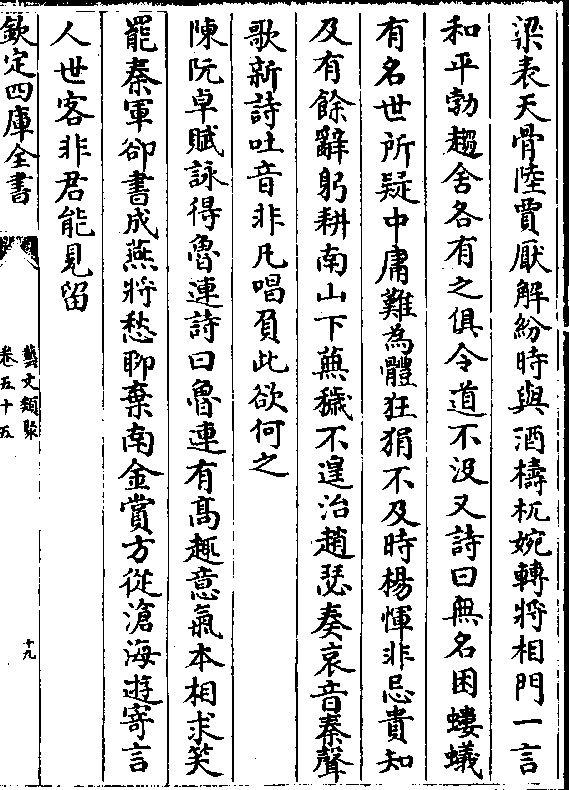 梁表天骨陸賈厭解紛時與酒檮杌婉轉將相門一言
和平勃趨舍各有之俱令道不没又詩曰無名困螻蟻
有名世所疑中庸難為體狂狷不及時楊惲非忌貴知
及有餘辭躬耕南山下蕪穢不遑治趙瑟奏哀音秦聲
歌新詩吐音非凡唱負此欲何之
陳阮卓賦詠得魯連詩曰魯連有髙趣意氣本相求笑
罷秦軍卻書成燕將愁聊棄南金賞方從滄海遊寄言
人世客非君能見留
欽定四庫全書
藝文類聚
卷五十五
十九